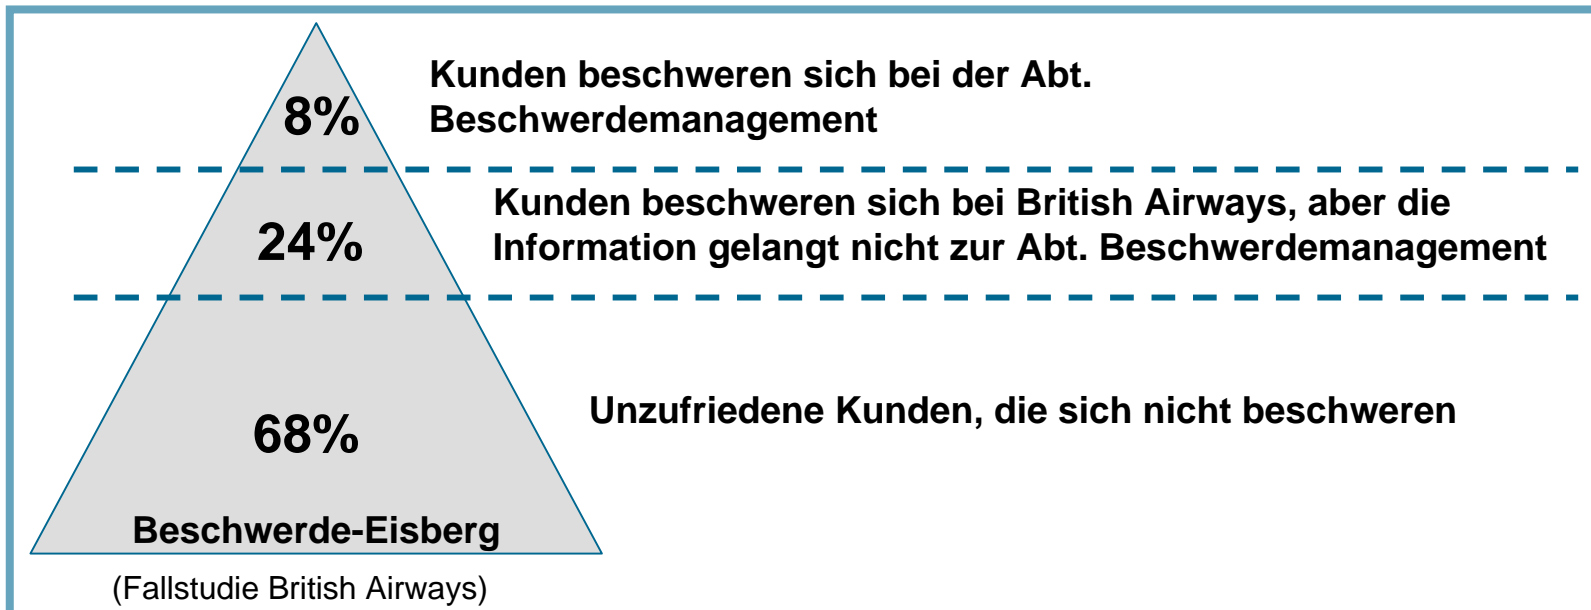 Kunden beschweren sich bei der Abt.
Beschwerdemanagement
8%
Kunden beschweren sich bei British Airways, aber die
Information gelangt nicht zur Abt. Beschwerdemanagement
24%
Unzufriedene Kunden, die sich nicht beschweren
68%
Beschwerde-Eisberg
(Fallstudie British Airways)